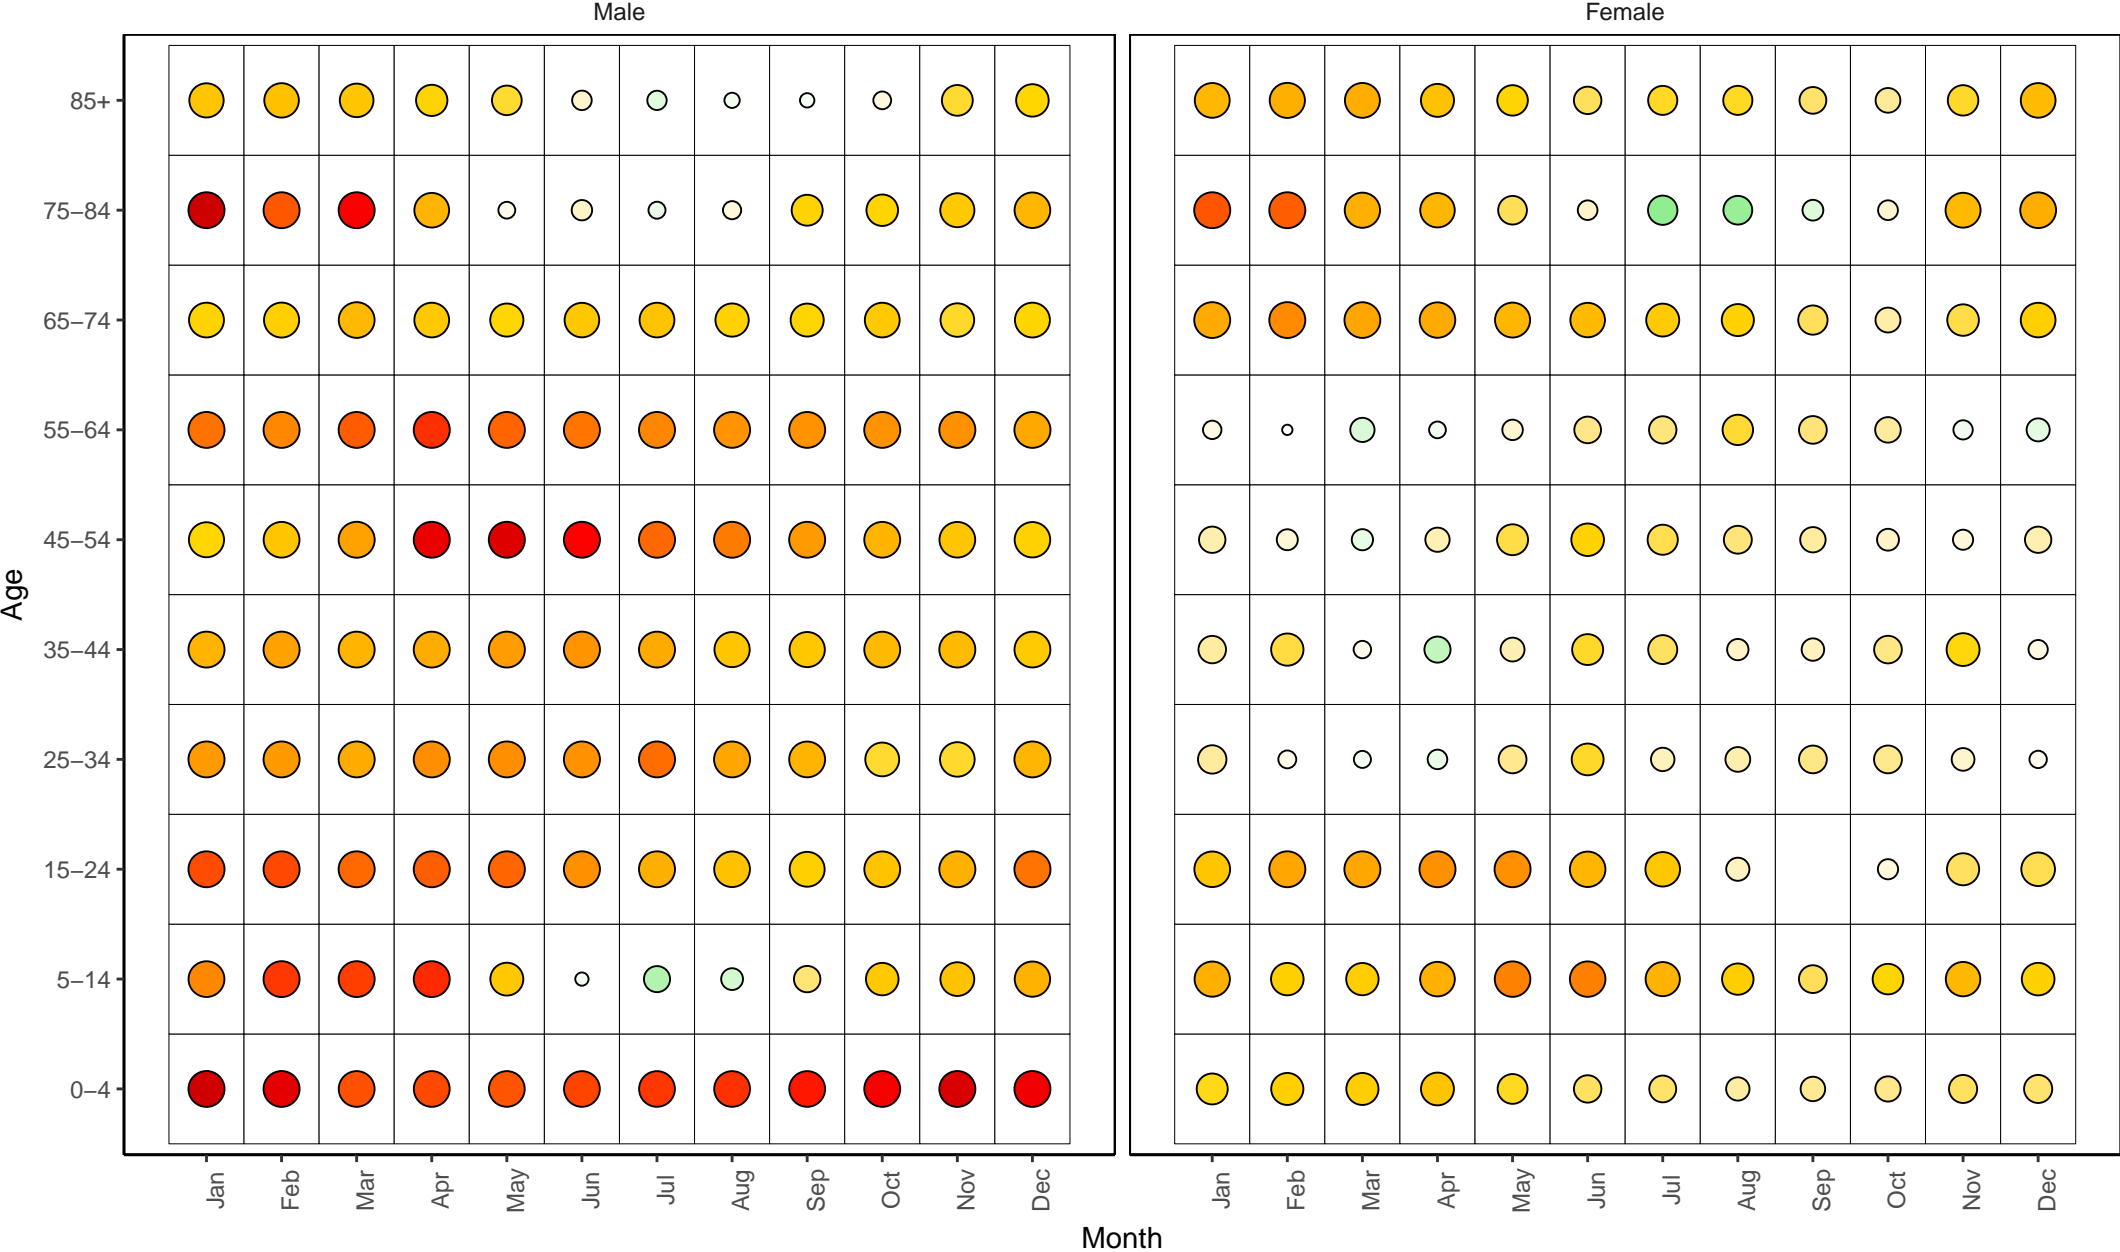 Male
Female
85+
75−84
65−74
55−64
45−54
35−44
25−34
15−24
5−14
0−4
Age
Jan Feb Mar Apr May Jun Jul Aug Sep Oct Nov Dec
Jan Feb Mar Apr May Jun Jul Aug Sep Oct Nov Dec
Month